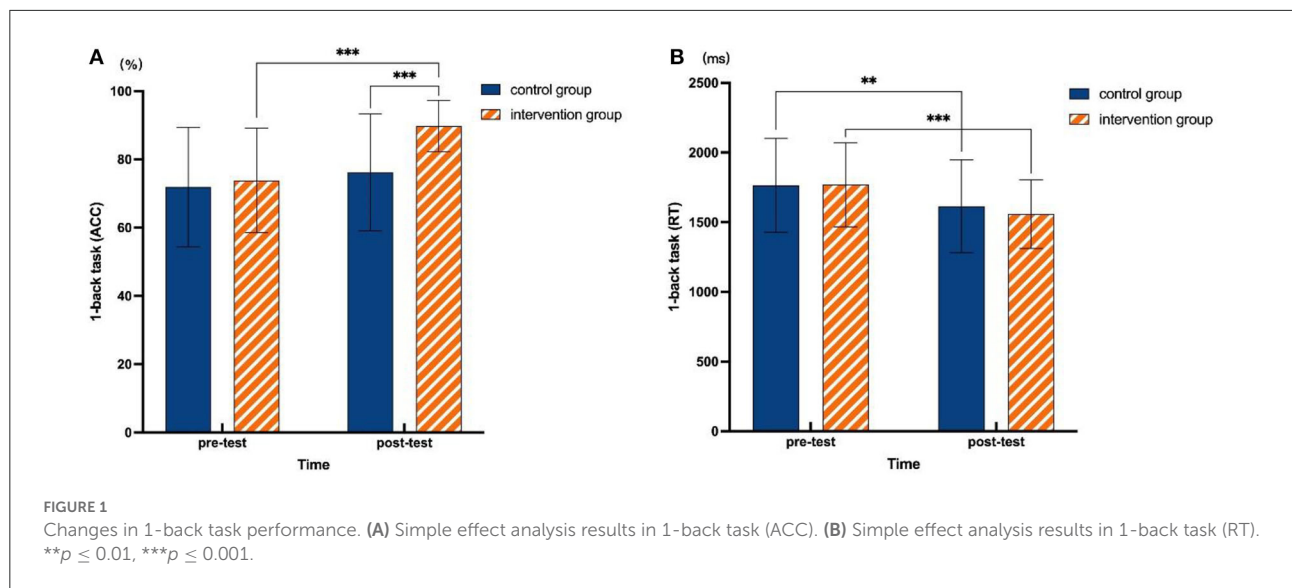 A
(%)
***
***
control group
intervention group
100
80
60
40
20
0
1-back task (ACC)
pre-test
post-test
Time
B
(ms)
**
***
control group
intervention group
2500
2000
1500
1000
500
0
1-back task (RT)
pre-test
post-test
Time
FIGURE 1
Changes in 1-back task performance. (A) Simple effect analysis results in 1-back task (ACC). (B) Simple effect analysis results in 1-back task (RT).
**p ≤ 0.01, ***p ≤ 0.001.